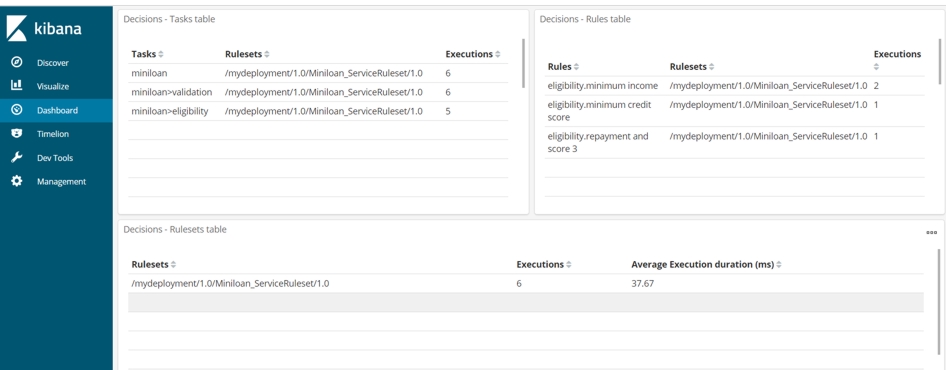 kibana
Discover
Visualize
Dashboard
Timelion
Dev Tools
Management
Decisions - Tasks table
Tasks Rulesets Executions
miniloan /mydeployment/1.0/Miniloan_ServiceRuleset/1.0 6
miniloan>validation /mydeployment/1.0/Miniloan_ServiceRuleset/1.0 6
miniloan>eligibility /mydeployment/1.0/Miniloan_ServiceRuleset/1.0 5
Decisions - Rules table
Rules Rulesets Executions
eligibility.minimum income /mydeployment/1.0/Miniloan_ServiceRuleset/1.0 2
eligibility.minimum credit /mydeployment/1.0/Miniloan_ServiceRuleset/1.0 1
score
eligibility.repayment and /mydeployment/1.0/Miniloan_ServiceRuleset/1.0 1
score 3
Decisions - Rulesets table
Rulesets Executions Average Execution duration (ms)
/mydeployment/1.0/Miniloan_ServiceRuleset/1.0 6 37.67